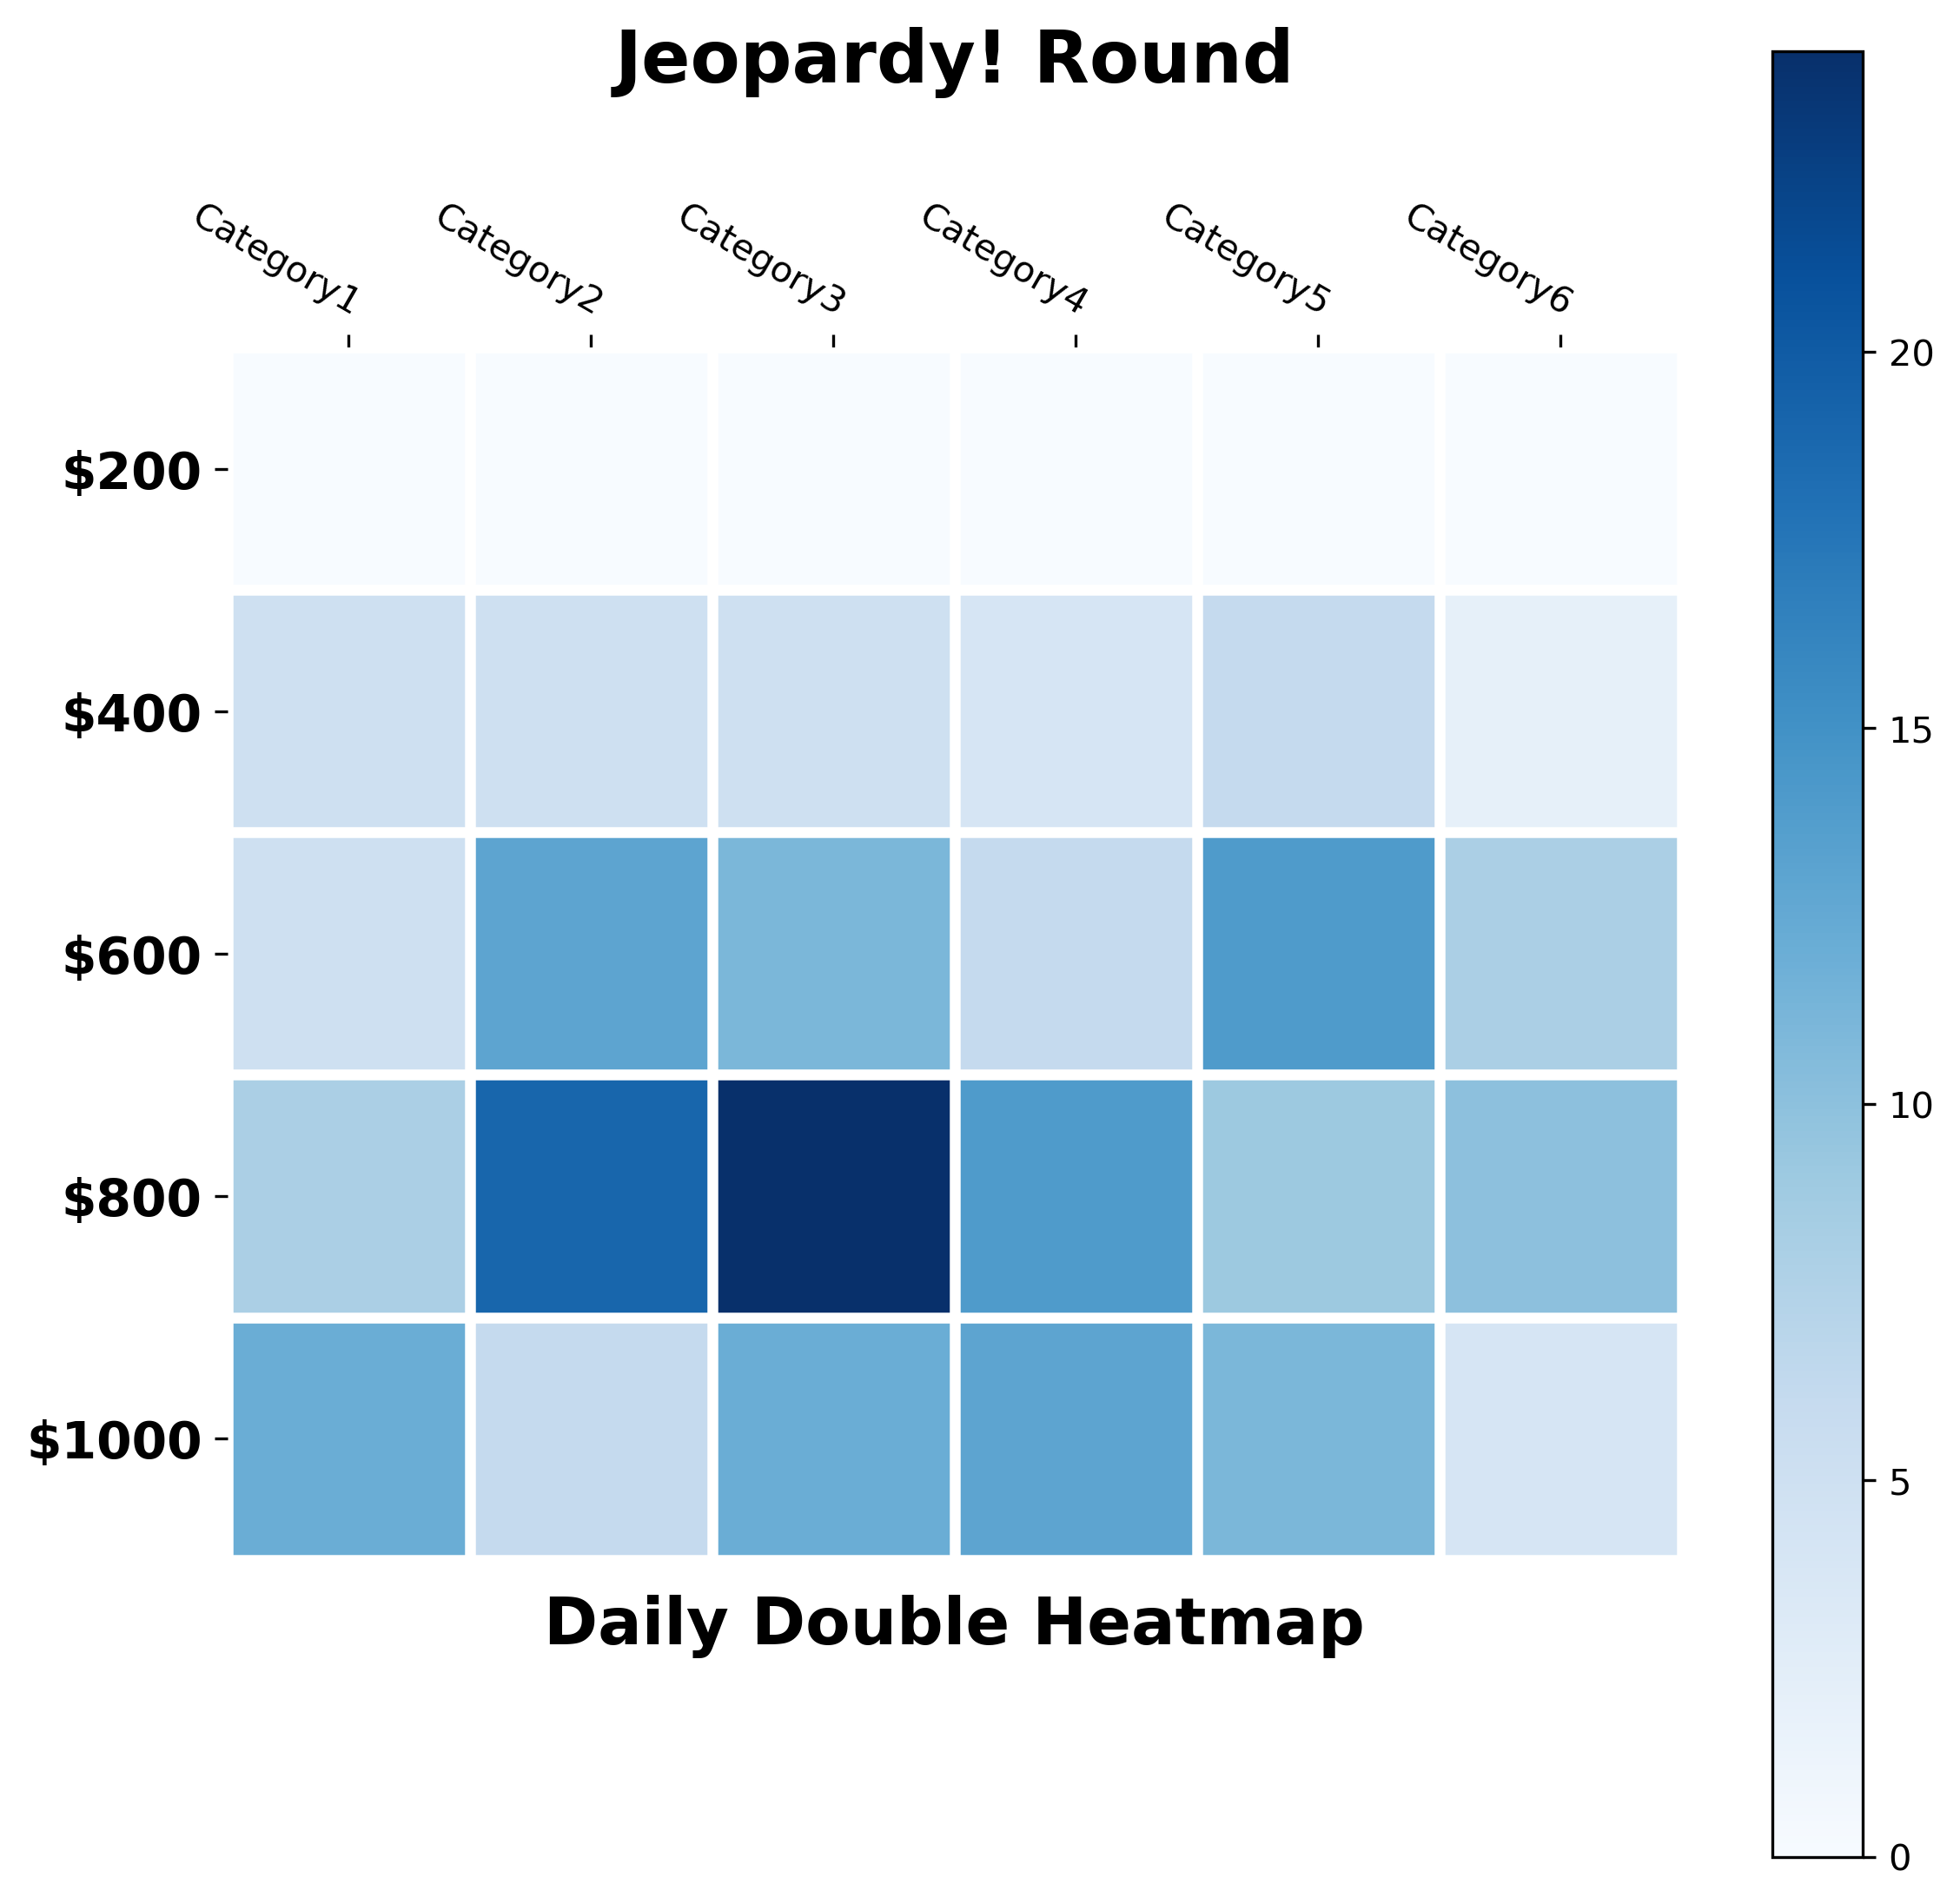 Jeopardy! Round
Category1
Category2
Category3
Category4
Category5
Category6
$200
$400
$600
$800
$1000
Daily Double Heatmap
20
15
10
5
0